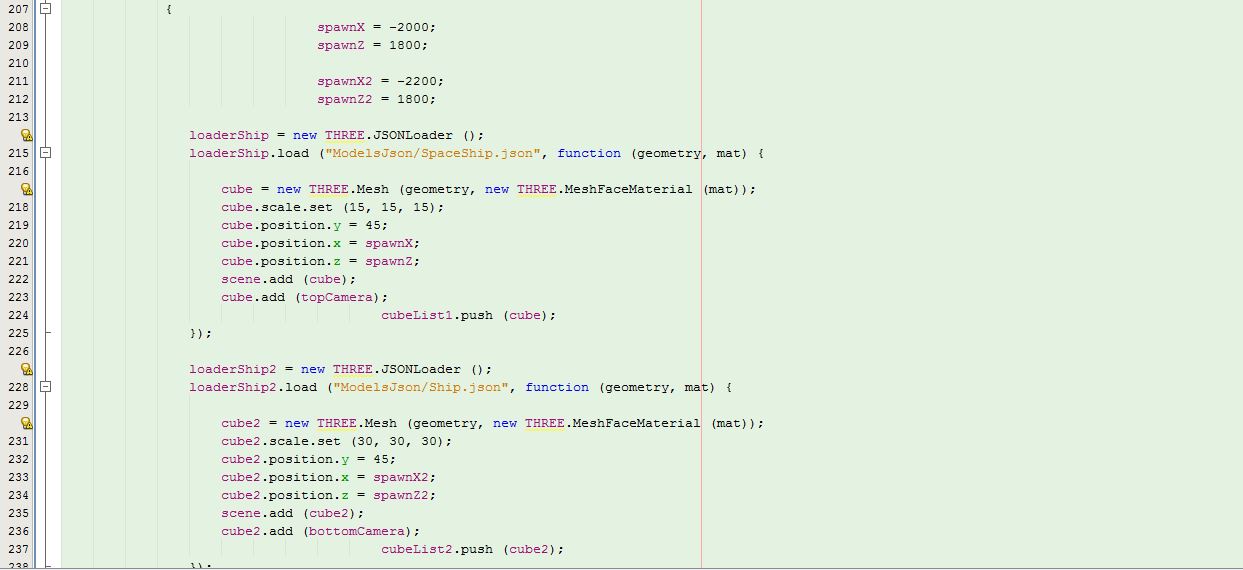 207 {
208 spawnX = -2000;
209 spawnZ = 1800;
210
211 spawnX2 = -2200;
212 spawnZ2 = 1800;
213
loaderShip = new THREE.JSONLoader ();
215 loaderShip.load ("ModelsJson/SpaceShip.json", function (geometry, mat) {
216
cube = new THREE.Mesh (geometry, new THREE.MeshFaceMaterial (mat));
218 cube.scale.set (15, 15, 15);
219 cube.position.y = 45;
220 cube.position.x = spawnX;
221 cube.position.z = spawnZ;
222 scene.add (cube);
223 cube.add (topCamera);
224 cubeList1.push (cube);
225 });
226
loaderShip2 = new THREE.JSONLoader ();
228 loaderShip2.load ("ModelsJson/Ship.json", function (geometry, mat) {
229
cube2 = new THREE.Mesh (geometry, new THREE.MeshFaceMaterial (mat));
231 cube2.scale.set (30, 30, 30);
232 cube2.position.y = 45;
233 cube2.position.x = spawnX2;
234 cube2.position.z = spawnZ2;
235 scene.add (cube2);
236 cube2.add (bottomCamera);
237 cubeList2.push (cube2);
238 });